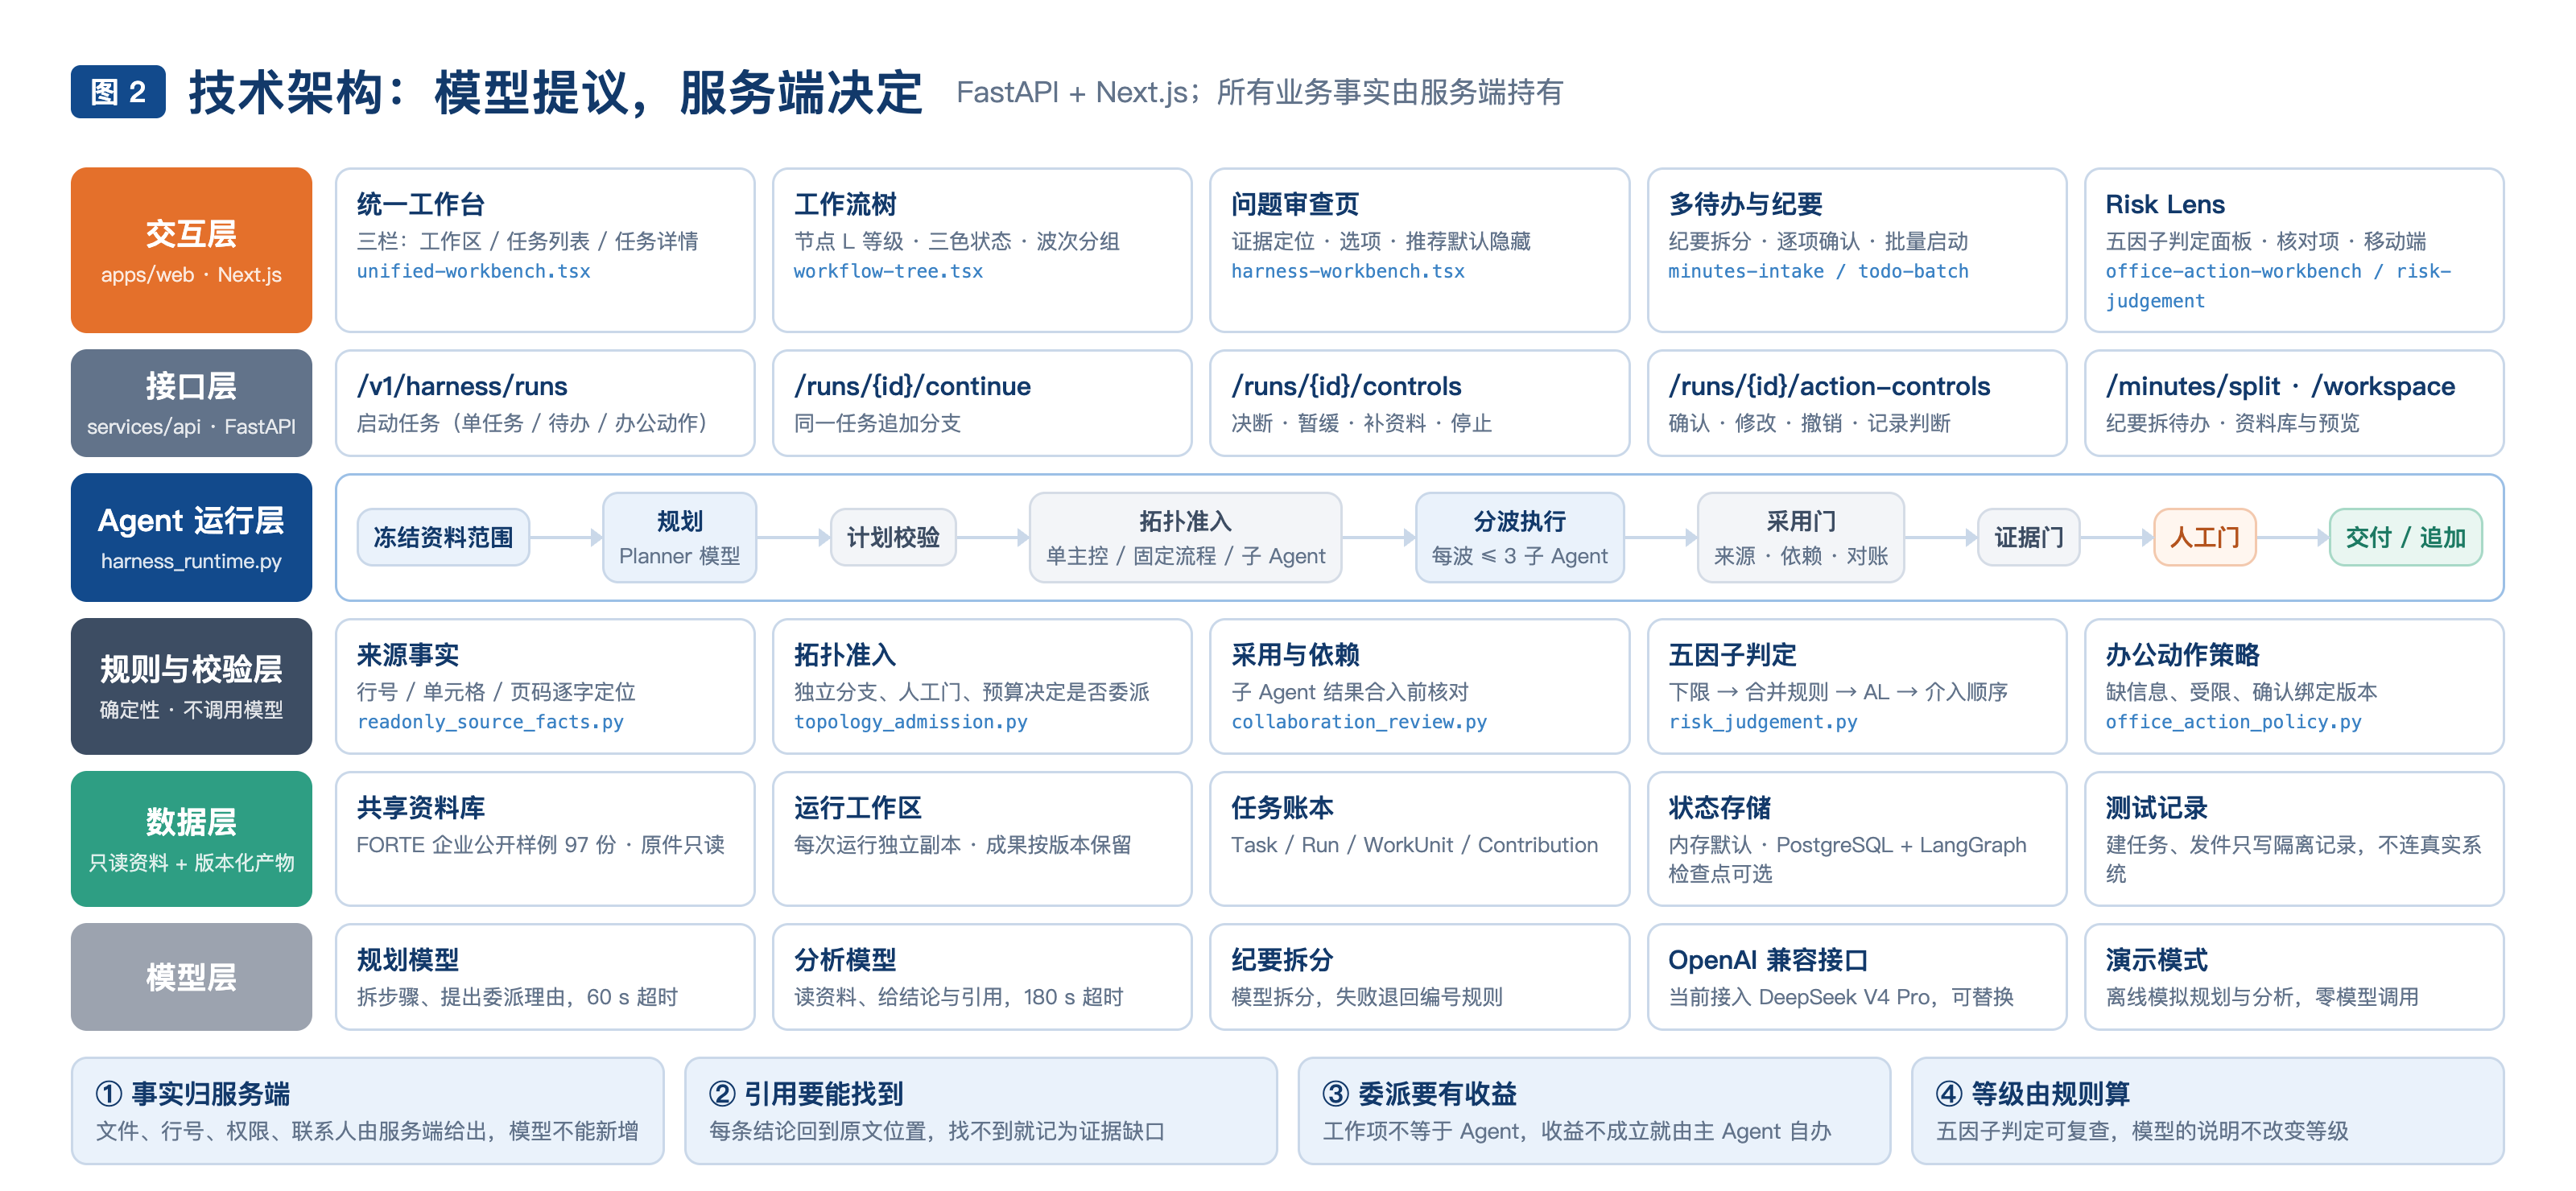 图 2
技术架构：模型提议，服务端决定
FastAPI + Next.js；所有业务事实由服务端持有
交互层
apps/web · Next.js
统一工作台
三栏：工作区 / 任务列表 / 任务详情
unified-workbench.tsx
工作流树
节点 L 等级 · 三色状态 · 波次分组
workflow-tree.tsx
问题审查页
证据定位 · 选项 · 推荐默认隐藏
harness-workbench.tsx
多待办与纪要
纪要拆分 · 逐项确认 · 批量启动
minutes-intake / todo-batch
Risk Lens
五因子判定面板 · 核对项 · 移动端
office-action-workbench / risk-
judgement
接口层
services/api · FastAPI
/v1/harness/runs
启动任务（单任务 / 待办 / 办公动作）
/runs/{id}/continue
同一任务追加分支
/runs/{id}/controls
决断 · 暂缓 · 补资料 · 停止
/runs/{id}/action-controls
确认 · 修改 · 撤销 · 记录判断
/minutes/split · /workspace
纪要拆待办 · 资料库与预览
Agent 运行层
harness_runtime.py
冻结资料范围
规划
Planner 模型
计划校验
拓扑准入
单主控 / 固定流程 / 子 Agent
分波执行
每波 ≤ 3 子 Agent
采用门
来源 · 依赖 · 对账
证据门
人工门
交付 / 追加
规则与校验层
确定性 · 不调用模型
来源事实
行号 / 单元格 / 页码逐字定位
readonly_source_facts.py
拓扑准入
独立分支、人工门、预算决定是否委派
topology_admission.py
采用与依赖
子 Agent 结果合入前核对
collaboration_review.py
五因子判定
下限 → 合并规则 → AL → 介入顺序
risk_judgement.py
办公动作策略
缺信息、受限、确认绑定版本
office_action_policy.py
数据层
只读资料 + 版本化产物
共享资料库
FORTE 企业公开样例 97 份 · 原件只读
运行工作区
每次运行独立副本 · 成果按版本保留
任务账本
Task / Run / WorkUnit / Contribution
状态存储
内存默认 · PostgreSQL + LangGraph
检查点可选
测试记录
建任务、发件只写隔离记录，不连真实系
统
模型层
规划模型
拆步骤、提出委派理由，60 s 超时
分析模型
读资料、给结论与引用，180 s 超时
纪要拆分
模型拆分，失败退回编号规则
OpenAI 兼容接口
当前接入 DeepSeek V4 Pro，可替换
演示模式
离线模拟规划与分析，零模型调用
① 事实归服务端
文件、行号、权限、联系人由服务端给出，模型不能新增
② 引用要能找到
每条结论回到原文位置，找不到就记为证据缺口
③ 委派要有收益
工作项不等于 Agent，收益不成立就由主 Agent 自办
④ 等级由规则算
五因子判定可复查，模型的说明不改变等级